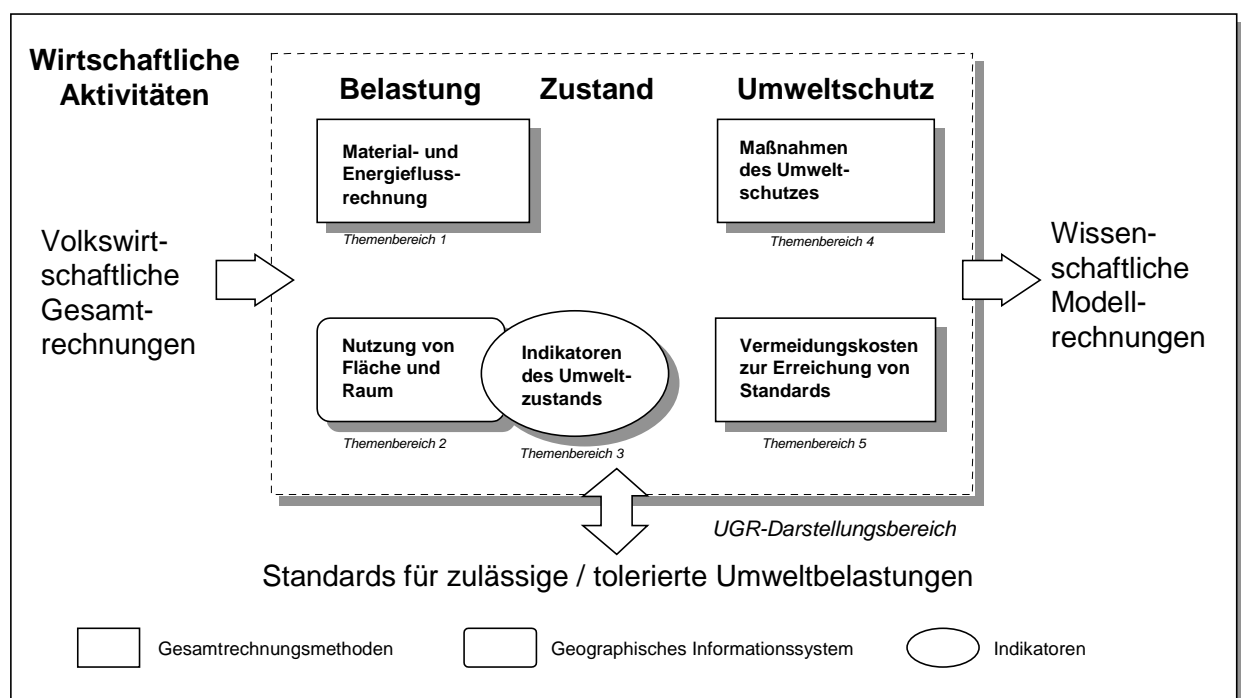 Wirtschaftliche
Aktivitäten
Belastung
Zustand
Umweltschutz
Material- und
Energiefluss-
rechnung
Themenbereich 1
Maßnahmen
des Umwelt-
schutzes
Themenbereich 4
Volkswirt-
schaftliche
Gesamt-
rechnungen
Wissen-
schaftliche
Modell-
rechnungen
Nutzung von
Fläche und
Raum
Themenbereich 2
Indikatoren
des Umwelt-
zustands
Themenbereich 3
Vermeidungskosten
zur Erreichung von
Standards
Themenbereich 5
UGR-Darstellungsbereich
Standards für zulässige / tolerierte Umweltbelastungen
Gesamtrechnungsmethoden
Geographisches Informationssystem
Indikatoren